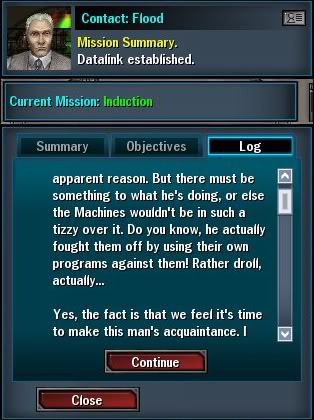 Contact: Flood
Mission Summary.
Datalink established.
Current Mission: Induction
Summary
Objectives
Log
apparent reason. But there must be
something to what he's doing, or else
the Machines wouldn't be in such a
tizzy over it. Do you know, he actually
fought them off by using their own
programs against them! Rather droll,
actually...
Yes, the fact is that we feel it's time
to make this man's acquaintance. I
Continue
Close